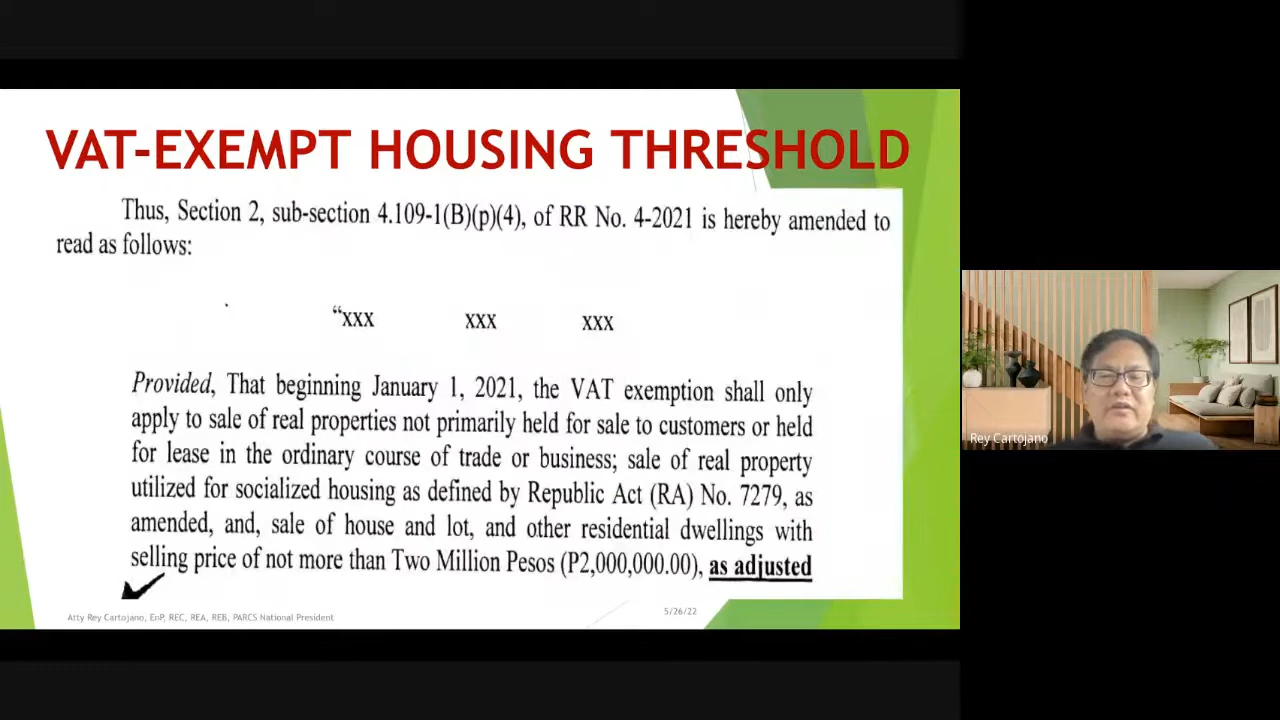 VAT-EXEMPT HOUSING THRESHOLD
Thus, Section 2, sub-section 4.109-1(B)(p)(4), of RR No. 4-2021 is hereby amended to
read as follows:
“xxx xxx xxx
Provided, That beginning January 1, 2021, the VAT exemption shall only
apply to sale of real properties not primarily held for sale to customers or held
for lease in the ordinary course of trade or business; sale of real property
utilized for socialized housing as defined by Republic Act (RA) No. 7279, as
amended, and, sale of house and lot, and other residential dwellings with
selling price of not more than Two Million Pesos (P2,000,000.00), as adjusted
Atty Rey Cartojano, EnP, REC, REA, REB, PARCS National President
5/26/22
Rey Cartojano